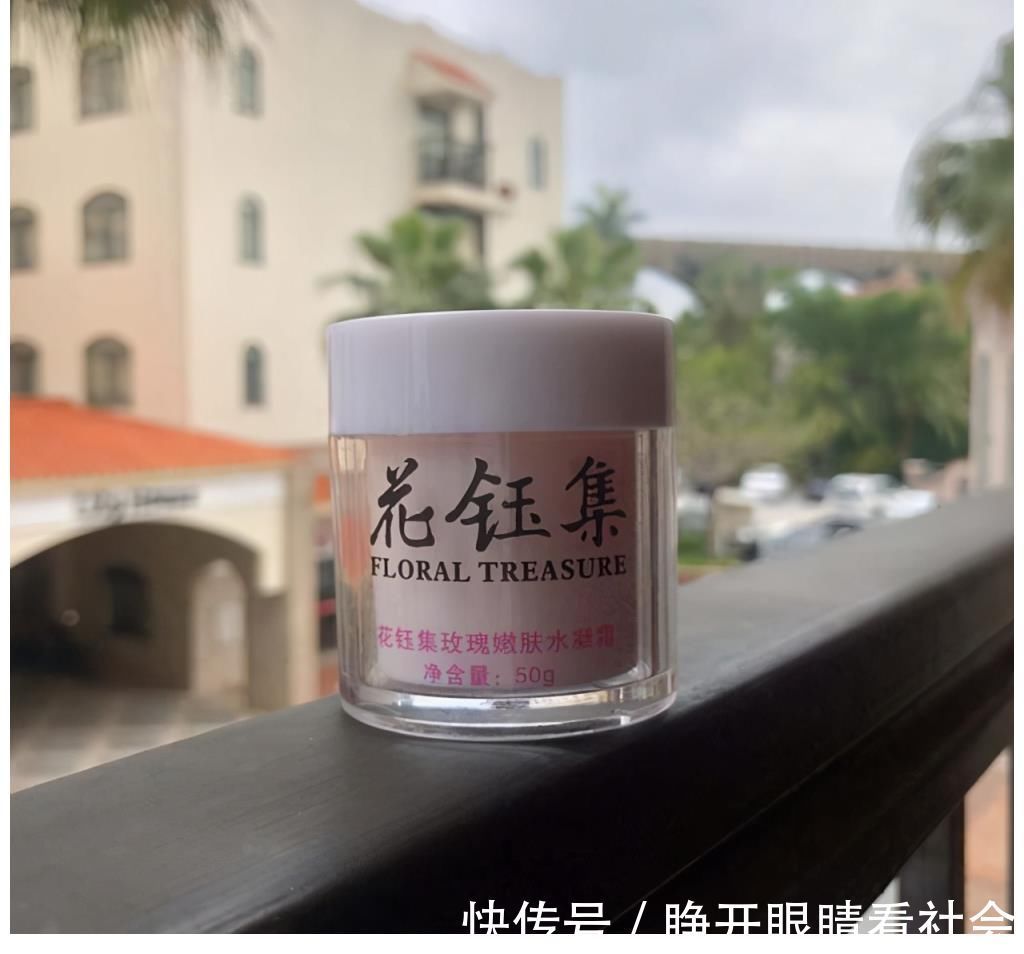 花钰集
FLORAL TREASURE
花钰集玫瑰嫩肤水凝霜
净含量：50g
快传号 / 睁开眼睛看社会